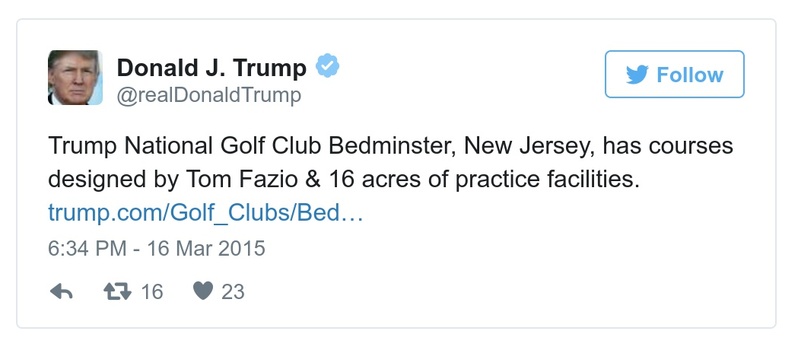 Donald J. Trump
@realDonaldTrump
Follow
Trump National Golf Club Bedminster, New Jersey, has courses
designed by Tom Fazio & 16 acres of practice facilities.
trump.com/Golf_Clubs/Bed…
6:34 PM - 16 Mar 2015
16 23